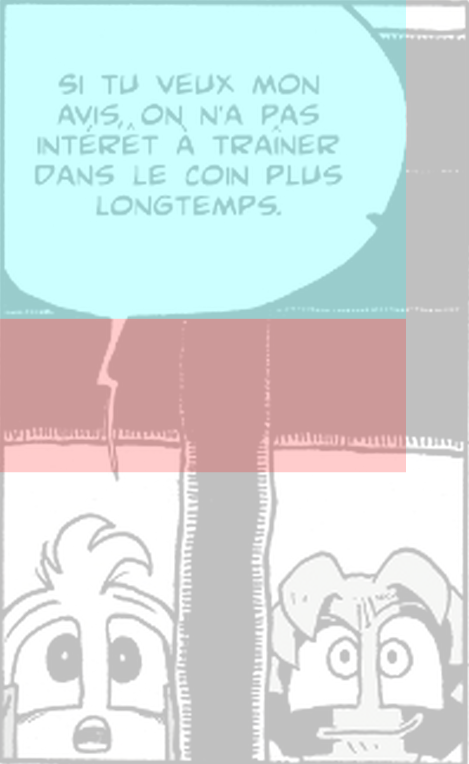 SI TU VEUX MON
AVIS, ON N'A PAS
INTÉRÊT À TRAÎNER
DANS LE COIN PLUS
LONGTEMPS.